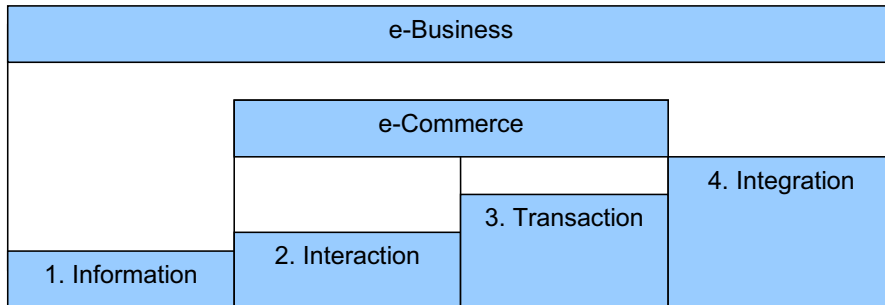 e-Business
e-Commerce
4. Integration
3. Transaction
2. Interaction
1. Information